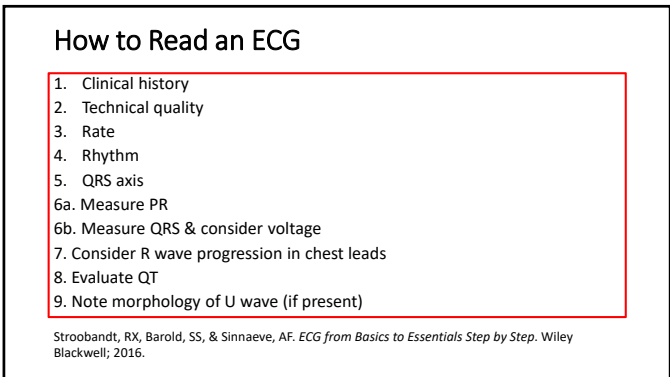 How to Read an ECG
1. Clinical history
2. Technical quality
3. Rate
4. Rhythm
5. QRS axis
6a. Measure PR
6b. Measure QRS & consider voltage
7. Consider R wave progression in chest leads
8. Evaluate QT
9. Note morphology of U wave (if present)
Stroobandt, RX, Barold, SS, & Sinnaeve, AF. ECG from Basics to Essentials Step by Step. Wiley
Blackwell; 2016.